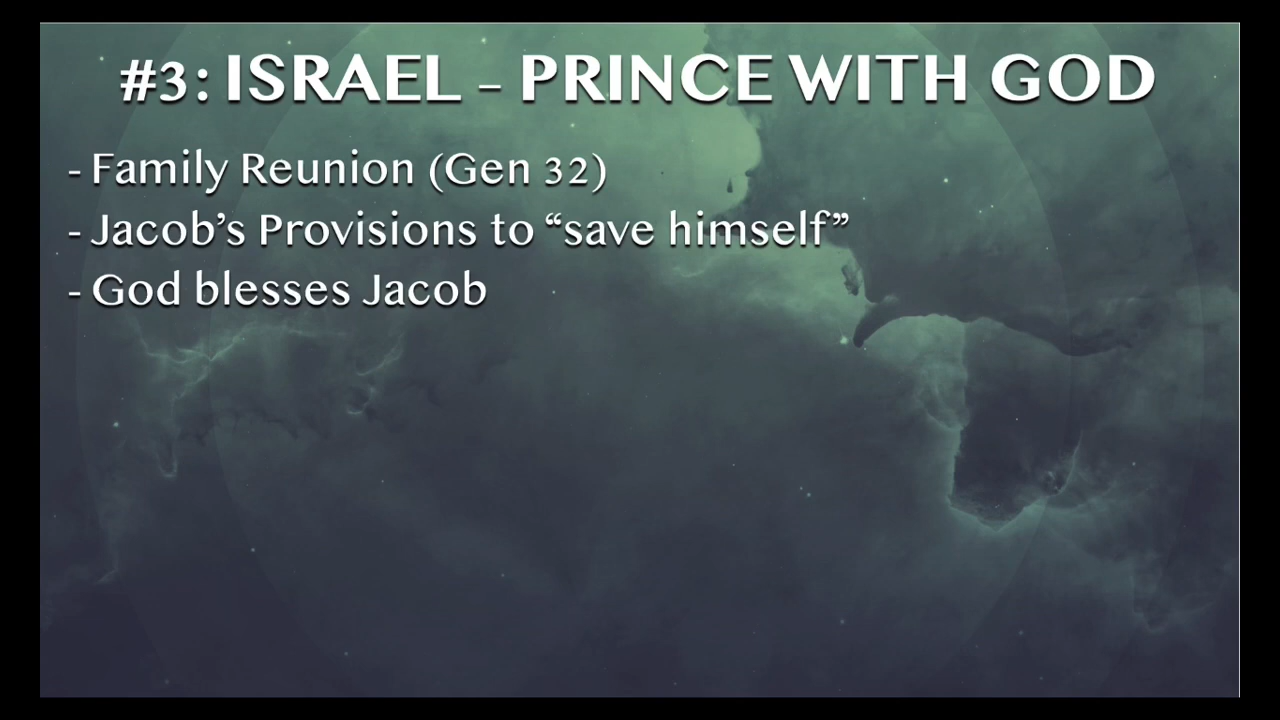 #3: ISRAEL – PRINCE WITH GOD
- Family Reunion (Gen 32)
- Jacob’s Provisions to “save himself”
- God blesses Jacob